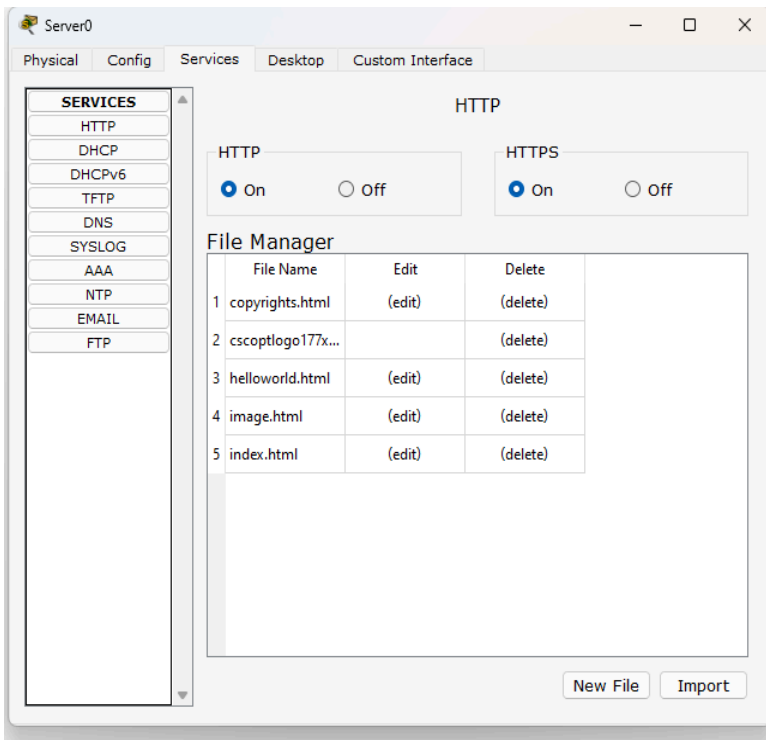 Server0
Physical Config Services Desktop Custom Interface
SERVICES
HTTP
DHCP
DHCPv6
TFTP
DNS
SYSLOG
AAA
NTP
EMAIL
FTP
HTTP
HTTP
On Off
HTTPS
On Off
File Manager
File Name Edit Delete
1 copyrights.html (edit) (delete)
2 cscoptlogo177x... (delete)
3 helloworld.html (edit) (delete)
4 image.html (edit) (delete)
5 index.html (edit) (delete)
New File Import